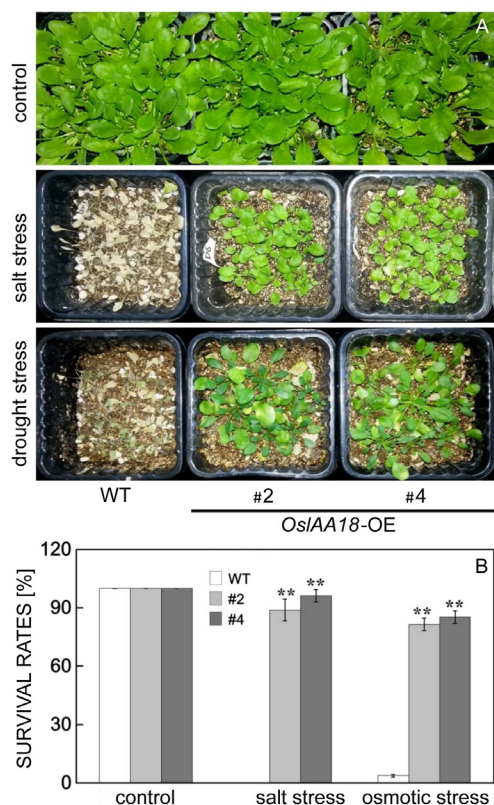 A
control
salt stress
drought stress
WT #2 #4
OsIAA18-OE
B
SURVIVAL RATES [%]
120
90
60
30
0
WT
#2
#4
** **
** **
control salt stress osmotic stress